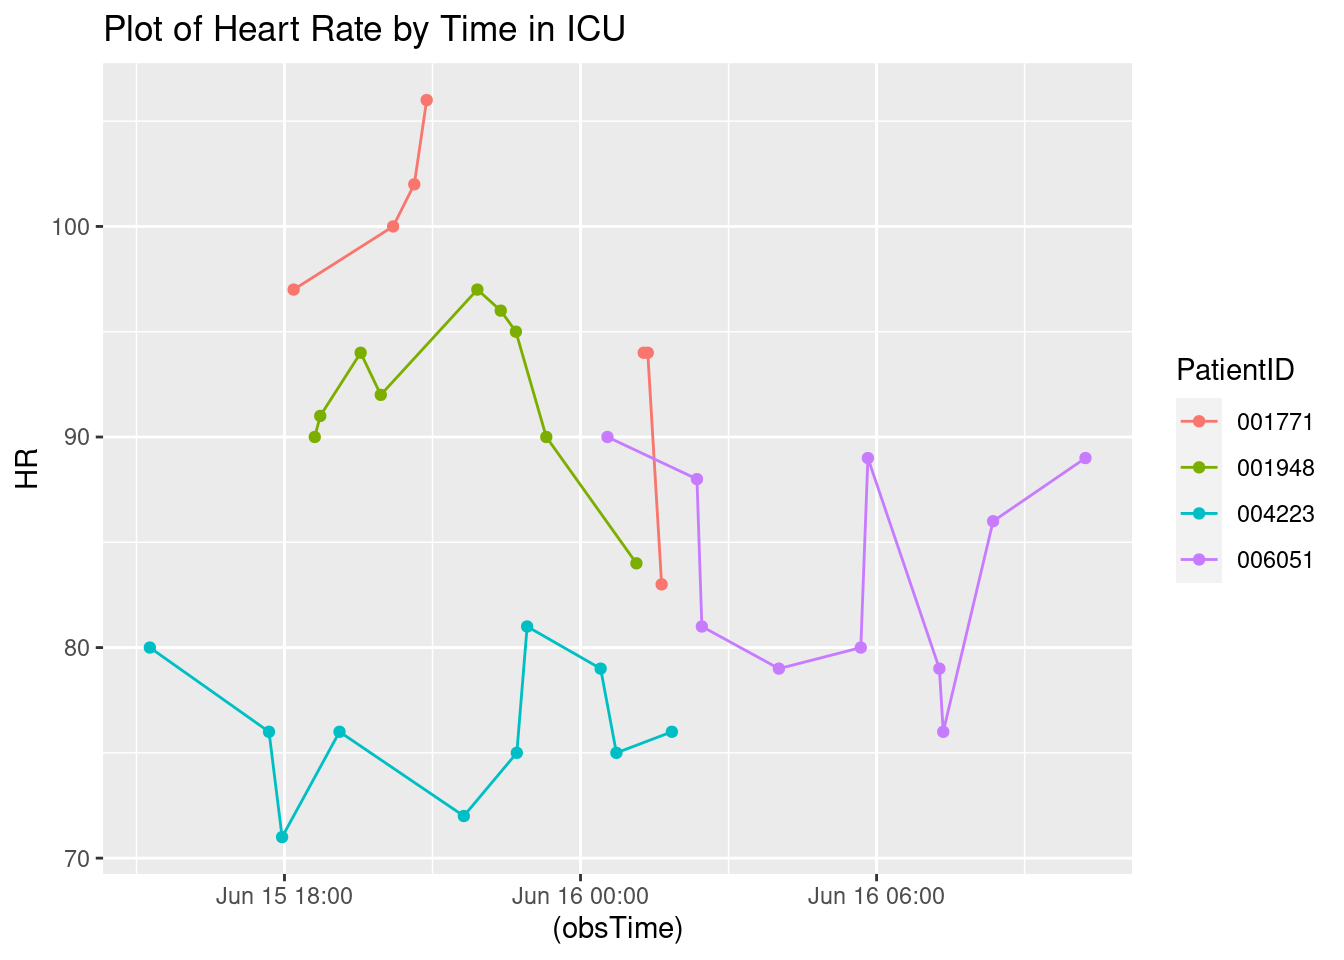 Plot of Heart Rate by Time in ICU
100
90
80
70
HR
Jun 15 18:00
Jun 16 00:00
Jun 16 06:00
(obsTime)
PatientID
001771
001948
004223
006051